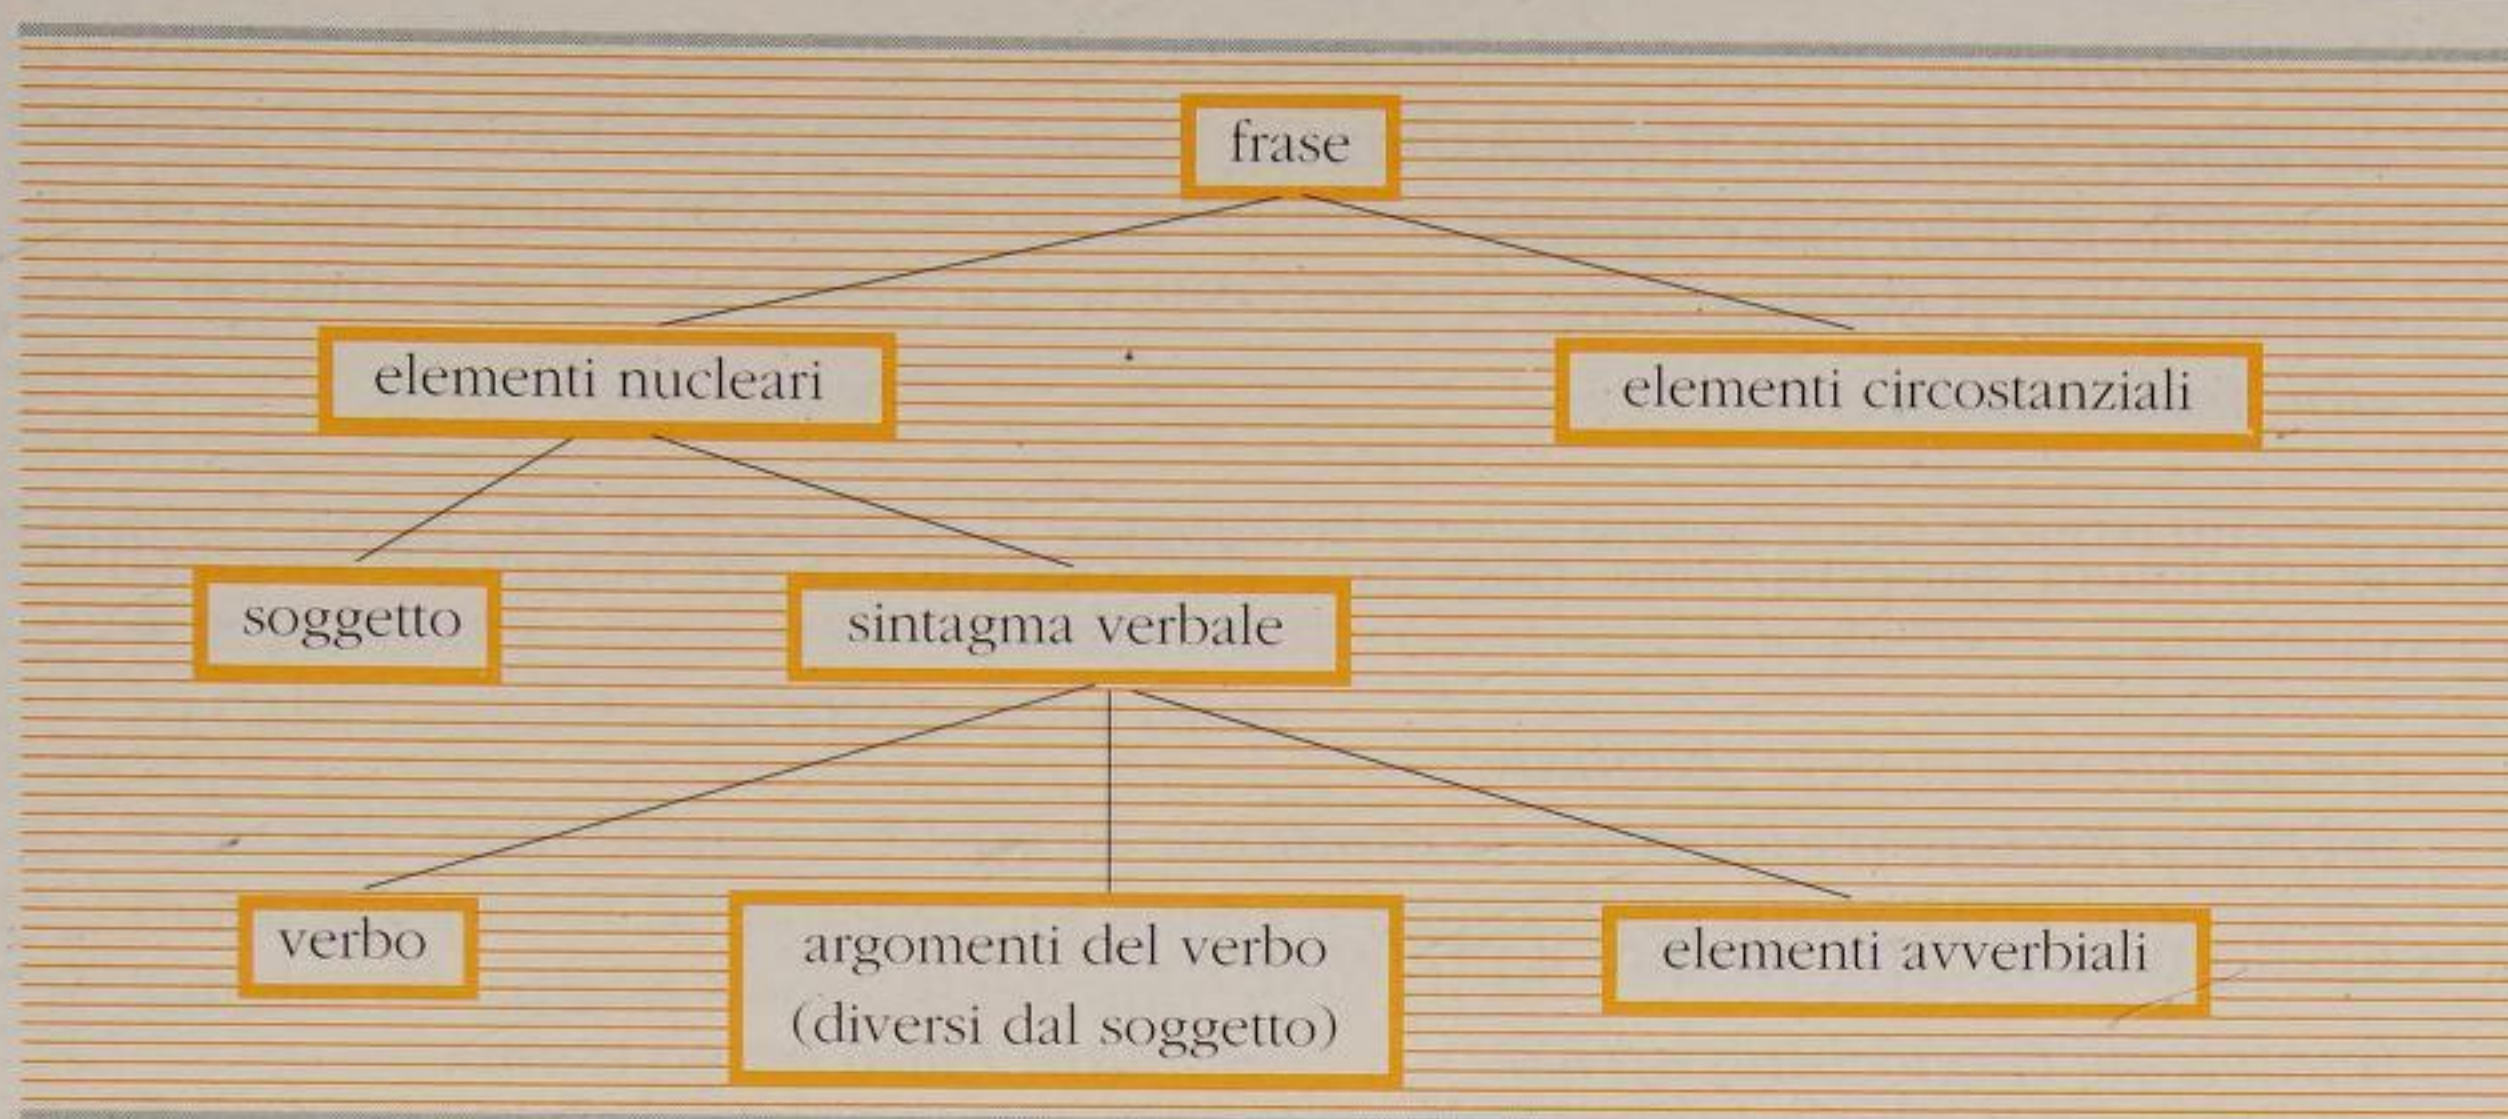 frase
elementi nucleari
elementi circostanziali
soggetto
sintagma verbale
verbo
argomenti del verbo
(diversi dal soggetto)
elementi avverbiali